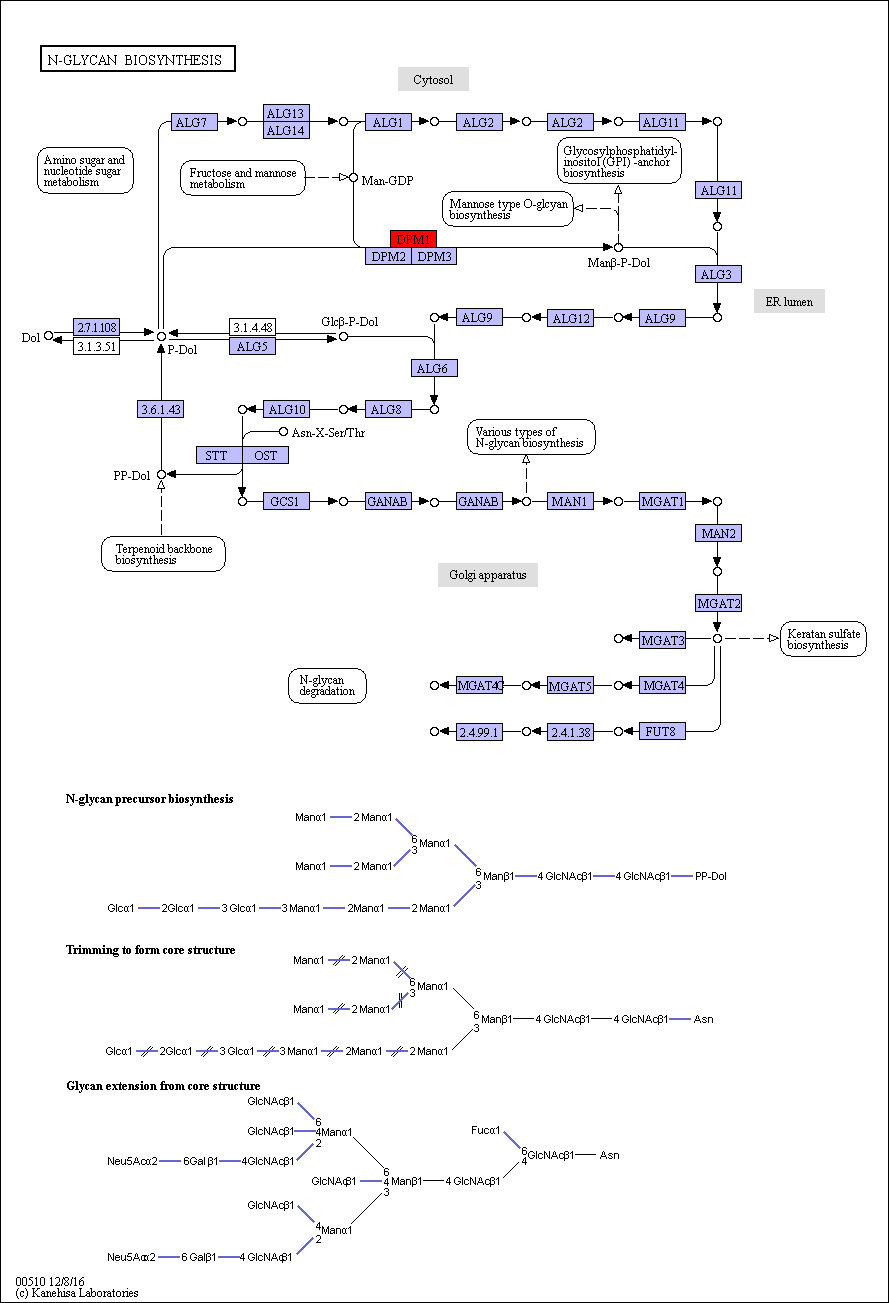 N-GLYCAN BIOSYNTHESIS
Cytosol
ALG7
ALG13
ALG14
ALG1
ALG2
ALG2
ALG11
Amino sugar and
nucleotide sugar
metabolism
Fructose and mannose
metabolism
Man-GDP
Glycosylphosphatidyl-
inositol (GPI) -anchor
biosynthesis
Mannose type O-glcyan
biosynthesis
ALG11
DPM1
DPM2
DPM3
Manβ-P-Dol
ALG3
ER lumen
Dol
2.7.1.108
3.1.3.51
P-Dol
3.1.4.48
ALG5
Glcβ-P-Dol
ALG9
ALG12
ALG9
ALG6
3.6.1.43
ALG10
ALG8
Asn-X-Ser/Thr
STT
OST
Various types of
N-glycan biosynthesis
PP-Dol
GCS1
GANAB
GANAB
MAN1
MGAT1
MAN2
Terpenoid backbone
biosynthesis
Golgi apparatus
MGAT2
MGAT3
Keratan sulfate
biosynthesis
N-glycan
degradation
MGAT4C
MGAT5
MGAT4
2.4.99.1
2.4.1.38
FUT8
N-glycan precursor biosynthesis
Manα1 2 Manα1
6 Manα1
3
Manα1 2 Manα1
6 Manβ1 4 GlcNAcβ1 4 GlcNAcβ1 PP-Dol
3
Glcα1 2Glcα1 3 Glcα1 3 Manα1 2Manα1 2 Manα1
Trimming to form core structure
Manα1 2 Manα1
6 Manα1
3
Manα1 2 Manα1
6 Manβ1 4 GlcNAcβ1 4 GlcNAcβ1 Asn
3
Glcα1 2Glcα1 3 Glcα1 3 Manα1 2Manα1 2 Manα1
Glycan extension from core structure
GlcNAcβ1
6
GlcNAcβ1 4Manα1
2
Neu5Acα2 6Galβ1 4GlcNAcβ1
Fucα1
6 GlcNAcβ1 Asn
4
6
GlcNAcβ1 4 Manβ1 4 GlcNAcβ1
3
GlcNAcβ1
4 Manα1
2
Neu5Acα2 6 Galβ1 4 GlcNAcβ1
00510 12/8/16
(c) Kanehisa Laboratories